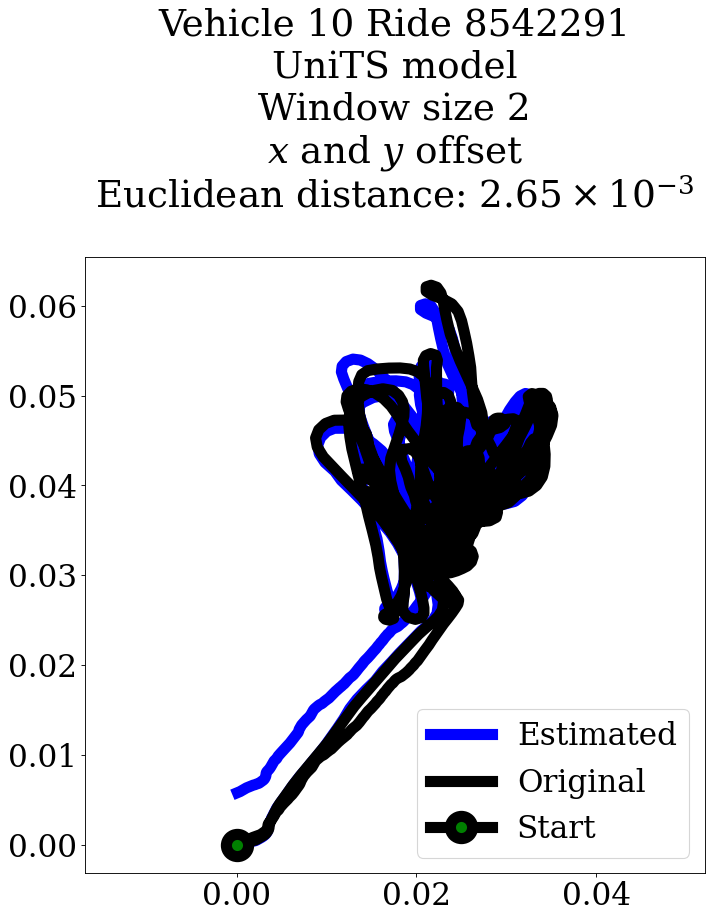 Vehicle 10 Ride 8542291
UniTS model
Window size 2
x and y offset
Euclidean distance: 2.65 × 10⁻³
0.06
0.05
0.04
0.03
0.02
0.01
0.00
Estimated
Original
Start
0.00 0.02 0.04